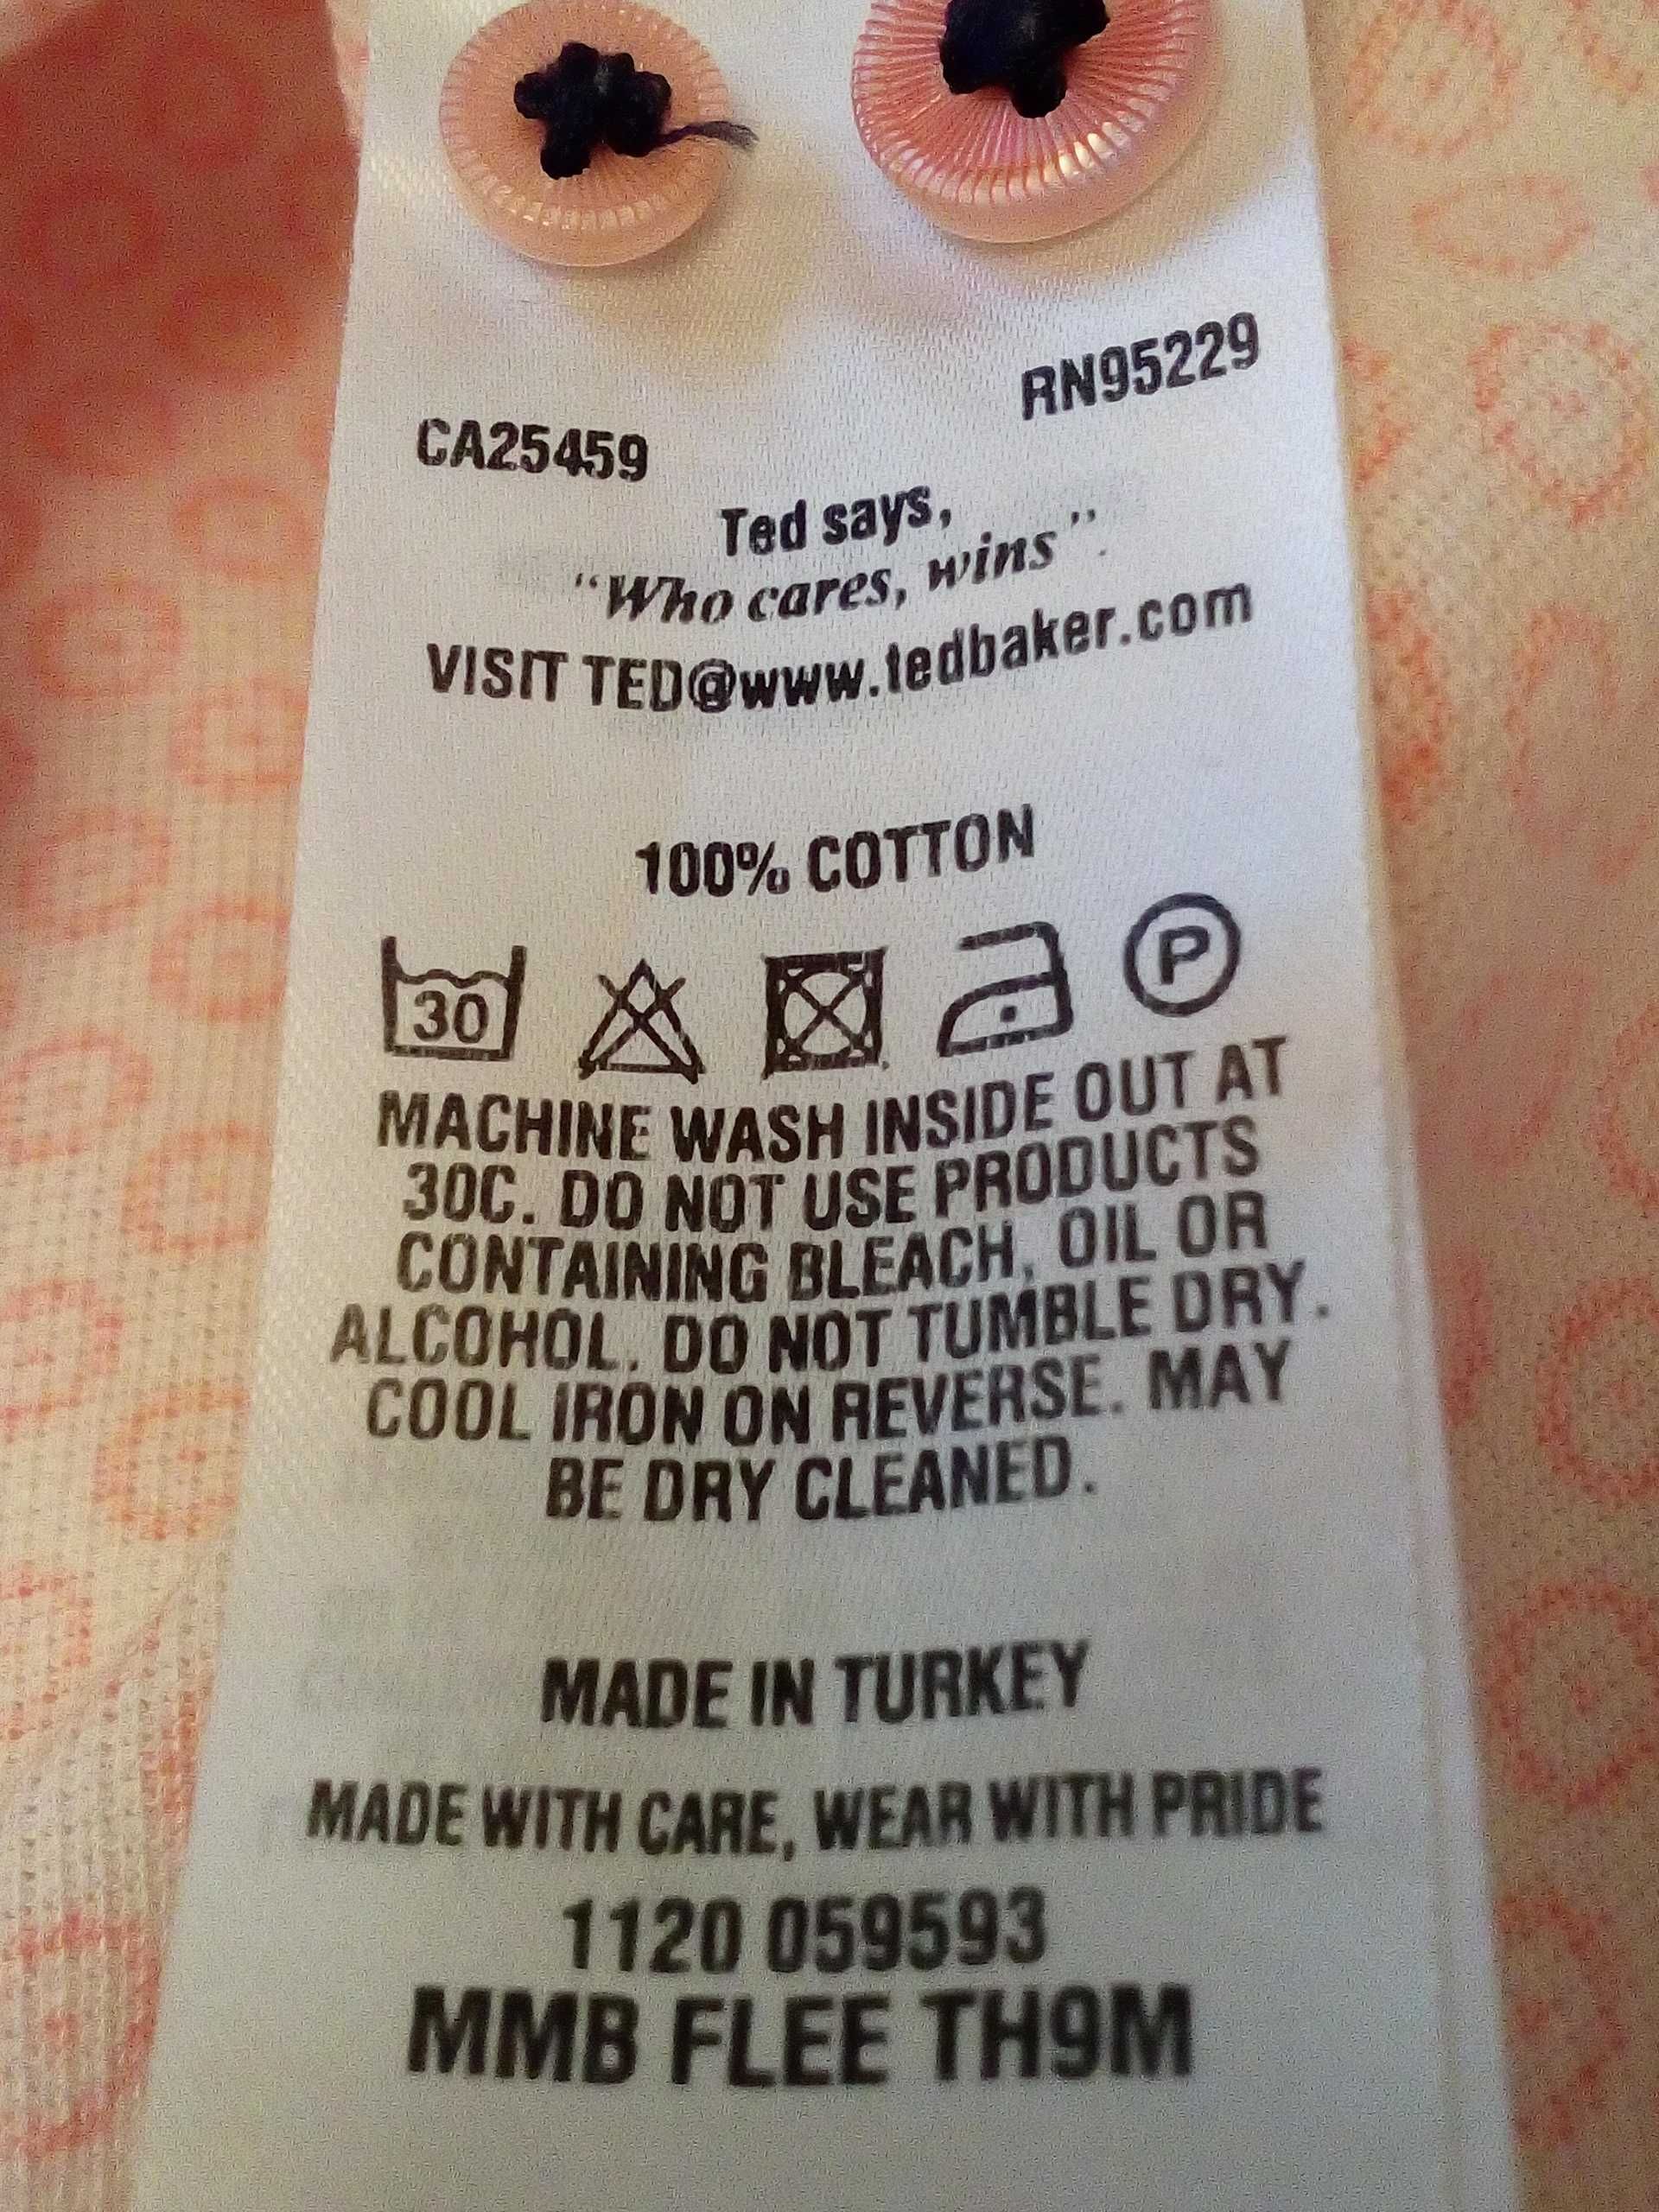 CA25459 RN95229
Ted says,
“Who cares, wins”.
VISIT TED@www.tedbaker.com
100% COTTON
30 P
MACHINE WASH INSIDE OUT AT
30C. DO NOT USE PRODUCTS
CONTAINING BLEACH, OIL OR
ALCOHOL. DO NOT TUMBLE DRY.
COOL IRON ON REVERSE. MAY
BE DRY CLEANED.
MADE IN TURKEY
MADE WITH CARE, WEAR WITH PRIDE
1120 059593
MMB FLEE TH9M